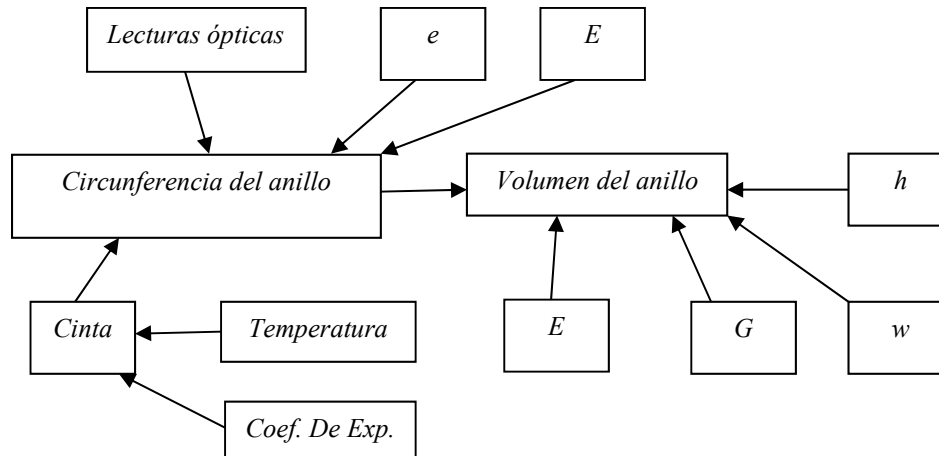 Lecturas ópticas
e
E
Circunferencia del anillo
Volumen del anillo
h
Cinta
Temperatura
E
G
w
Coef. De Exp.